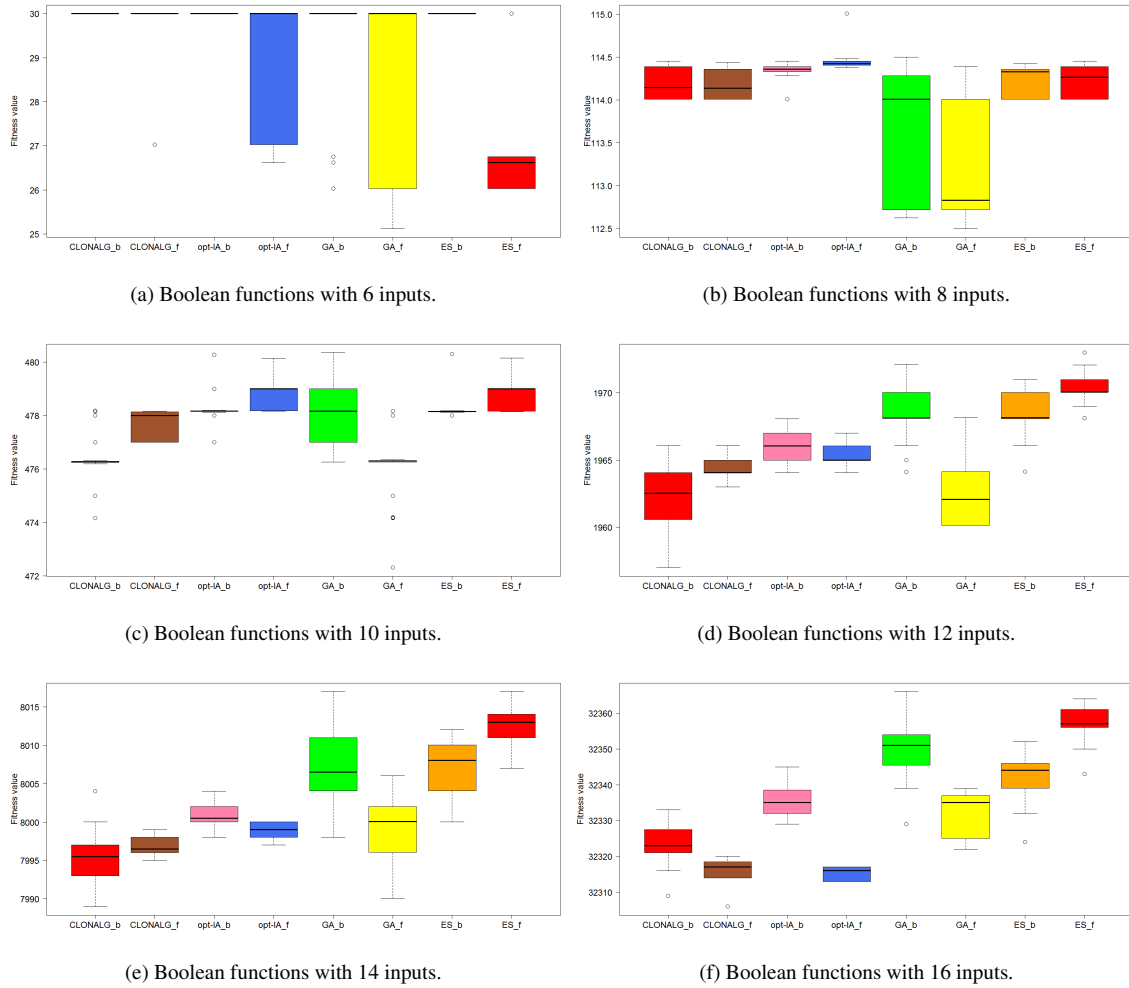 Fitness value
30
29
28
27
26
25
CLONALG_b CLONALG_f opt-IA_b opt-IA_f GA_b GA_f ES_b ES_f
(a) Boolean functions with 6 inputs.
Fitness value
115.0
114.5
114.0
113.5
113.0
112.5
CLONALG_b CLONALG_f opt-IA_b opt-IA_f GA_b GA_f ES_b ES_f
(b) Boolean functions with 8 inputs.
Fitness value
480
478
476
474
472
CLONALG_b CLONALG_f opt-IA_b opt-IA_f GA_b GA_f ES_b ES_f
(c) Boolean functions with 10 inputs.
Fitness value
1970
1965
1960
CLONALG_b CLONALG_f opt-IA_b opt-IA_f GA_b GA_f ES_b ES_f
(d) Boolean functions with 12 inputs.
Fitness value
8015
8010
8005
8000
7995
7990
CLONALG_b CLONALG_f opt-IA_b opt-IA_f GA_b GA_f ES_b ES_f
(e) Boolean functions with 14 inputs.
Fitness value
32360
32350
32340
32330
32320
32310
CLONALG_b CLONALG_f opt-IA_b opt-IA_f GA_b GA_f ES_b ES_f
(f) Boolean functions with 16 inputs.